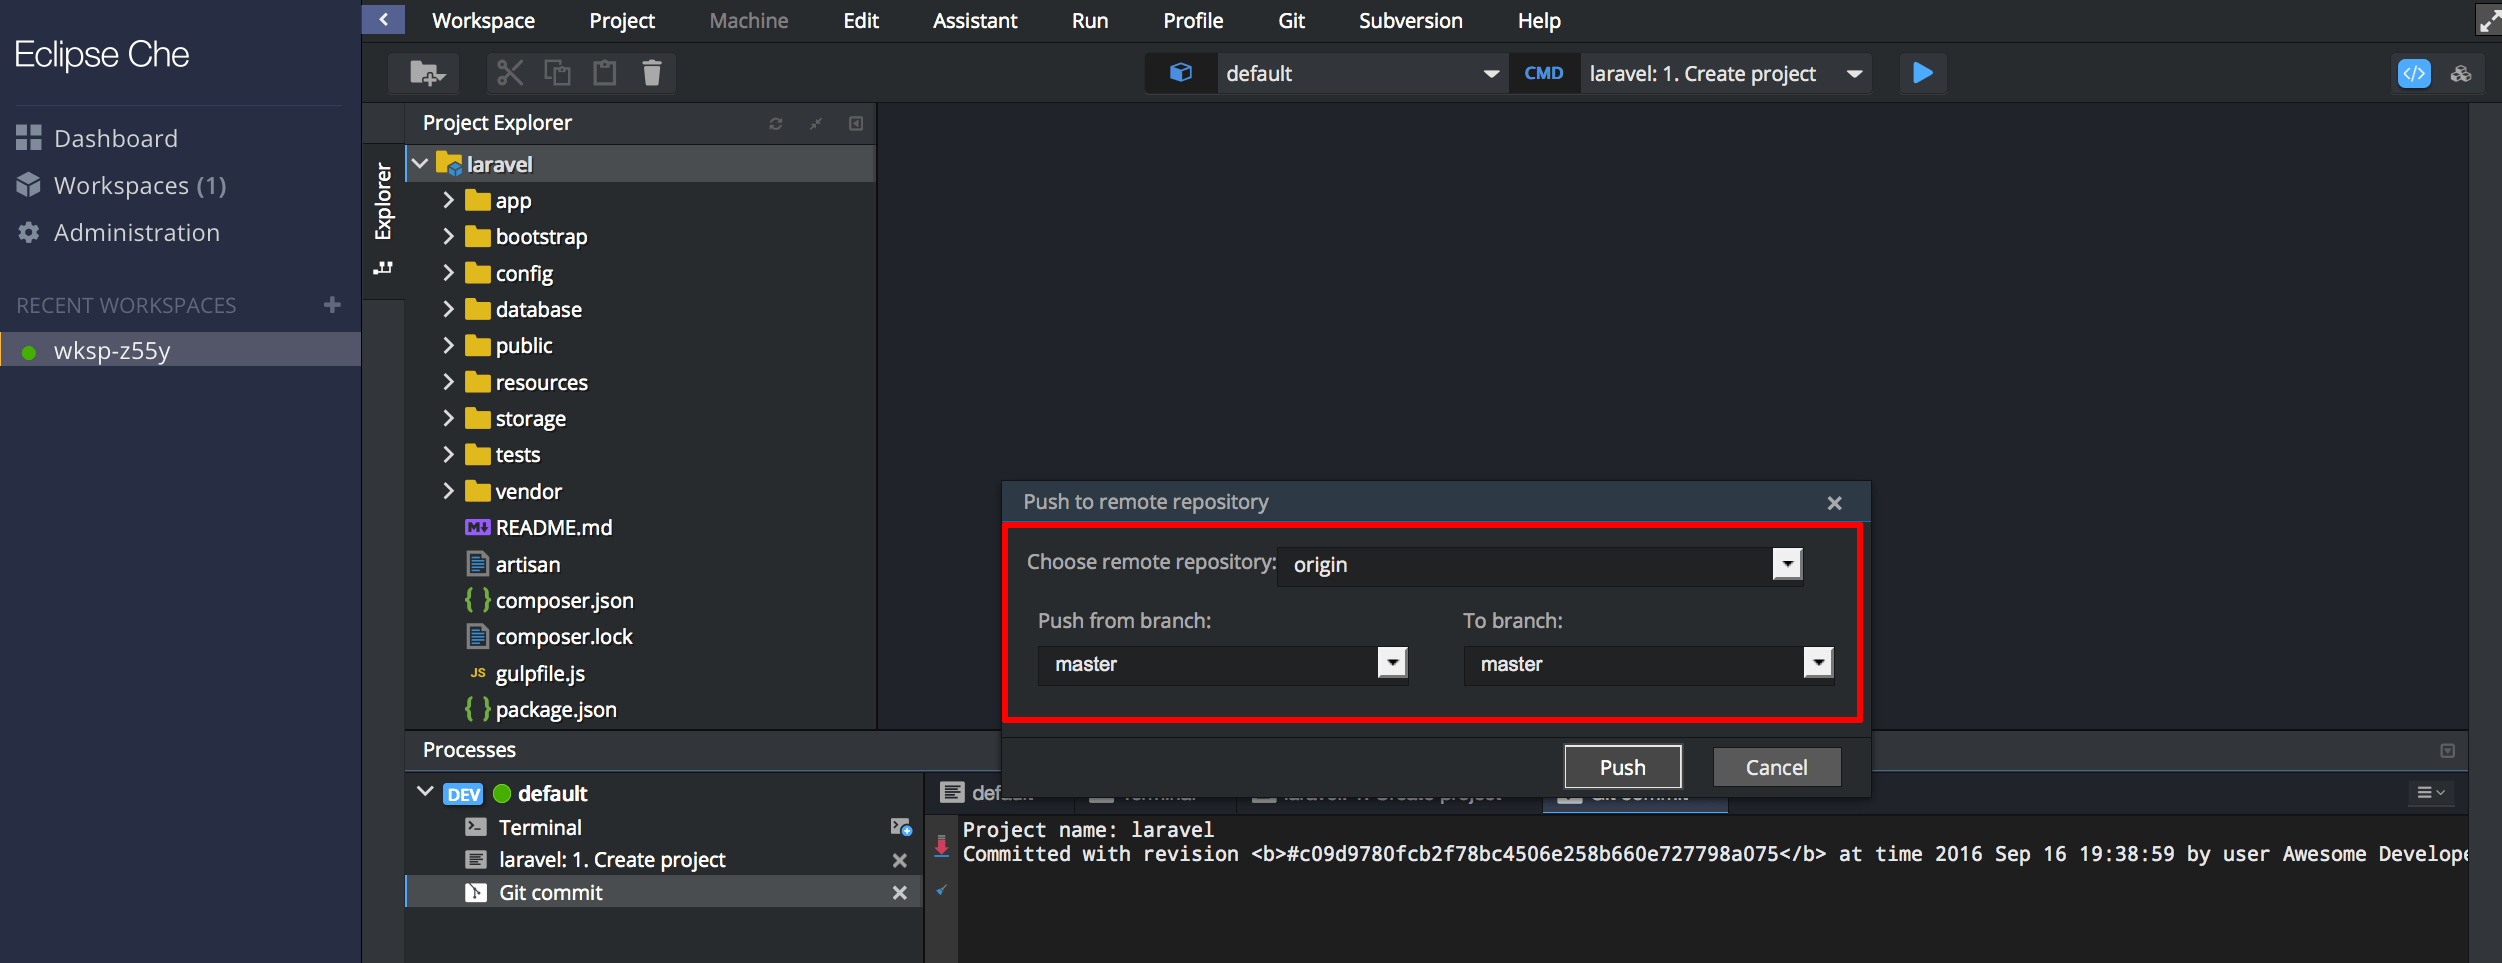 Eclipse Che
Dashboard
Workspaces (1)
Administration
RECENT WORKSPACES
wksp-z55y
Workspace Project Machine Edit Assistant Run Profile Git Subversion Help
default CMD laravel: 1. Create project
Explorer
Project Explorer
laravel
app
bootstrap
config
database
public
resources
storage
tests
vendor
README.md
artisan
composer.json
composer.lock
JS gulpfile.js
package.json
Push to remote repository
Choose remote repository: origin
Push from branch: To branch:
master master
Push Cancel
Processes
DEV default
Terminal
laravel: 1. Create project
Git commit
Project name: laravel
Committed with revision <b>#c09d9780fcb2f78bc4506e258b660e727798a075</b> at time 2016 Sep 16 19:38:59 by user Awesome Develope